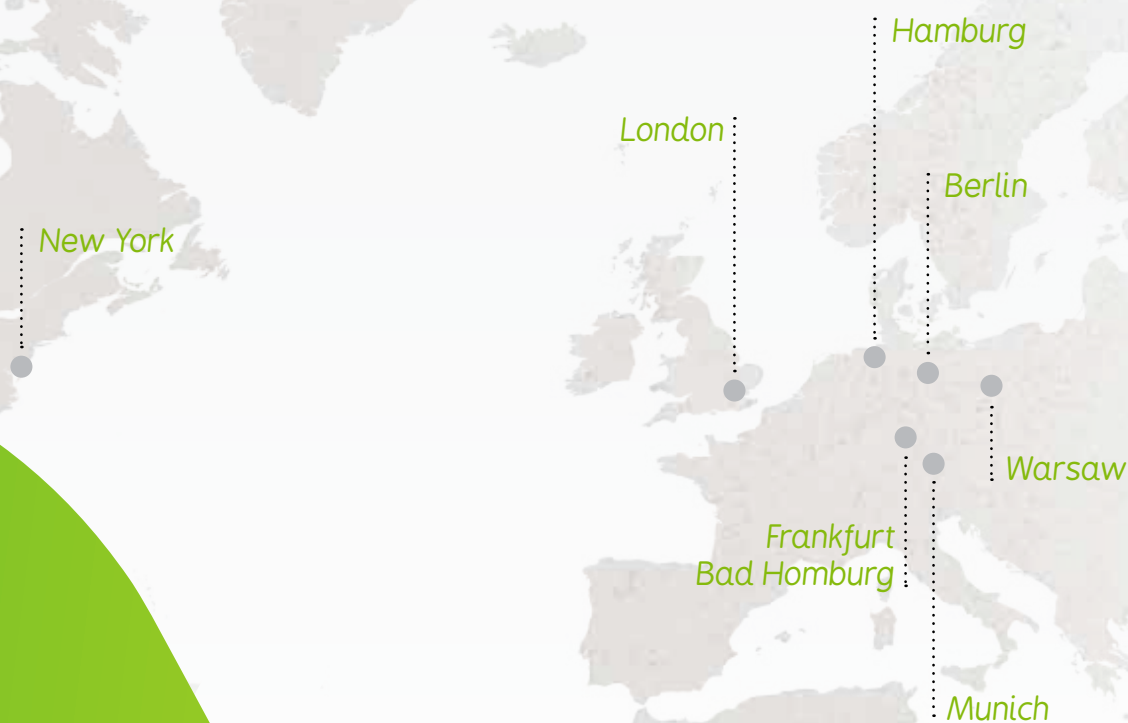 Hamburg
London
Berlin
New York
Warsaw
Frankfurt
Bad Homburg
Munich